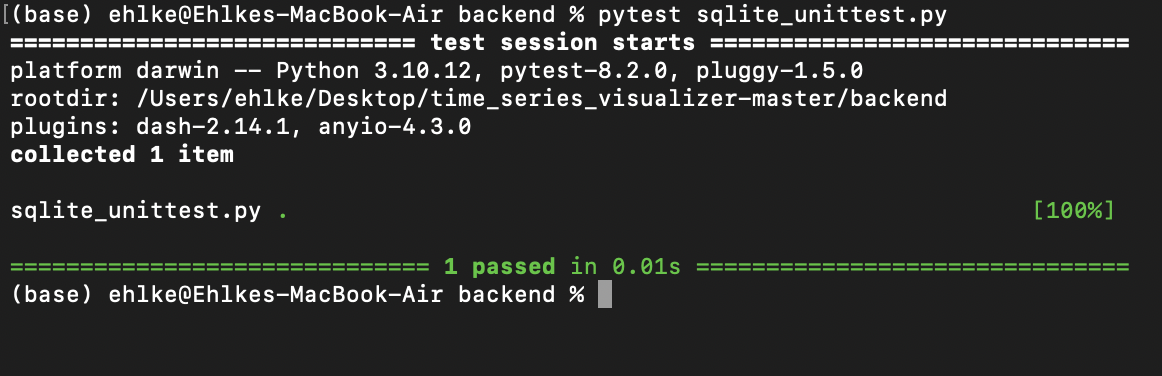 [(base) ehlke@Ehlkes-MacBook-Air backend % pytest sqlite_unittest.py
============================= test session starts ==============================
platform darwin -- Python 3.10.12, pytest-8.2.0, pluggy-1.5.0
rootdir: /Users/ehlke/Desktop/time_series_visualizer-master/backend
plugins: dash-2.14.1, anyio-4.3.0
collected 1 item
sqlite_unittest.py . [100%]
============================== 1 passed in 0.01s ===============================
(base) ehlke@Ehlkes-MacBook-Air backend %